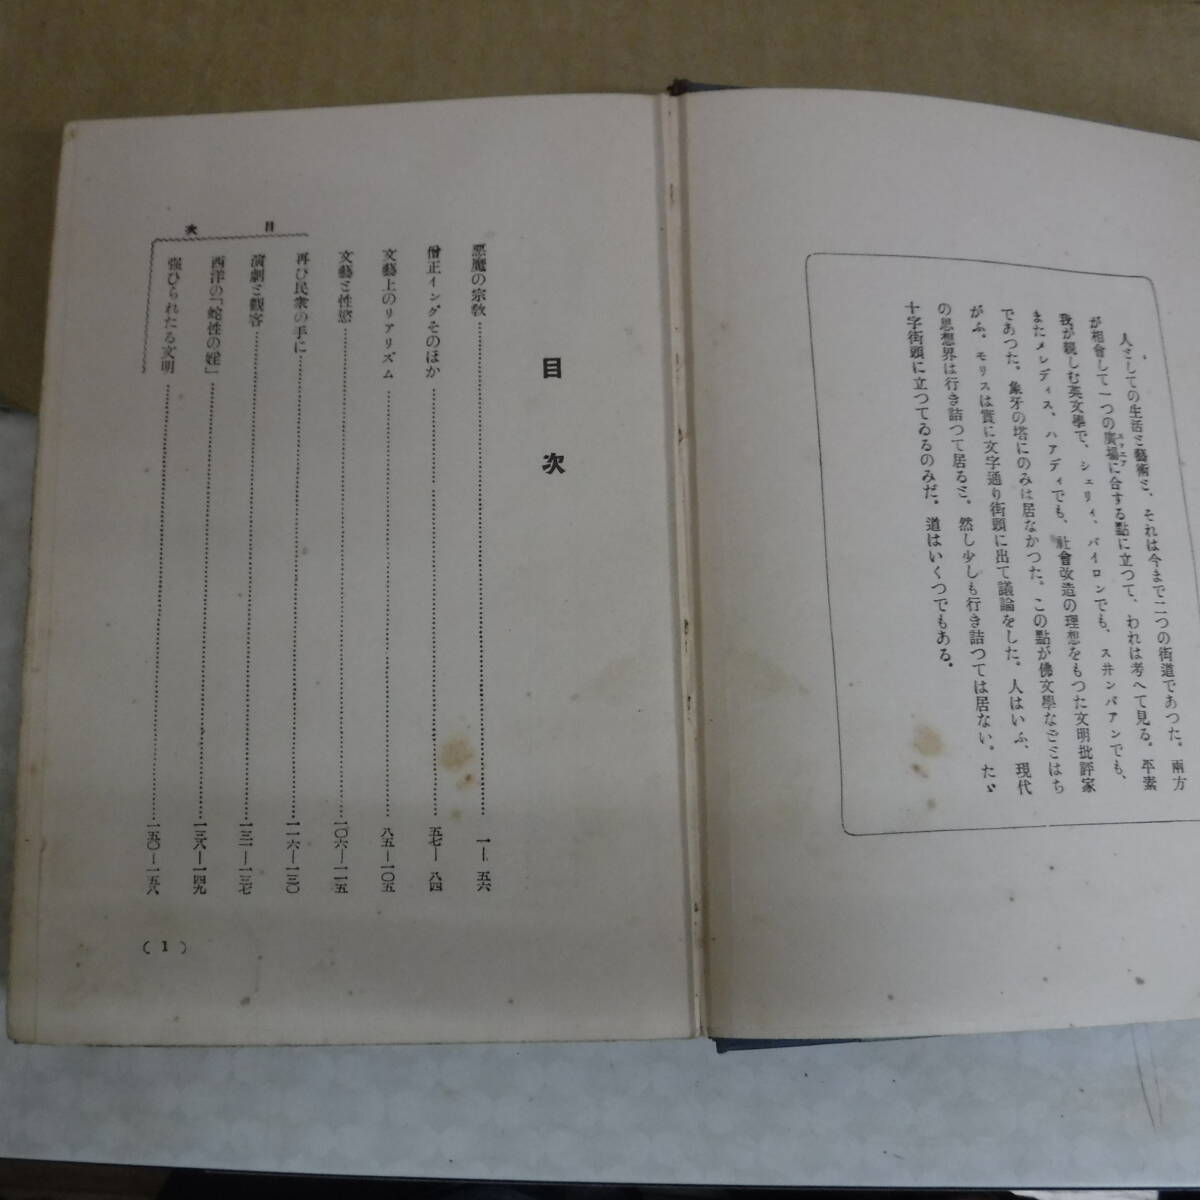 人としての生活と藝術と、それは今まで二つの街道であつた。兩方
が相會して一つの廣場に合する點に立つて、われは考へて見る。平素
スクエア
我が親しむ英文學で、シェリィ、バイロンでも、ス井ンバアンでも、
またメレディス、ハアディでも、社會改造の理想をもつた文明批評家
であつた。象牙の塔にのみは居なかつた。この點が佛文學などとはち
がふ。モリスは實に文字通り街頭に出て議論をした。人はいふ、現代
の思想界は行き詰つて居ると。然し少しも行き詰つては居ない。たゞ
十字街頭に立つてゐるのみだ。道はいくつでもある。
目次
惡魔の宗教……一—五六
僧正イングそのほか……五七—八四
文藝上のリアリズム……八五—一〇五
文藝と性慾……一〇六—一一五
再び民衆の手に……一一六—一三〇
演劇と觀客……一三一—一三七
西洋の「蛇性の婬」……一三八—一四九
强ひられたる文明……一五〇—一五八
目次
(1)